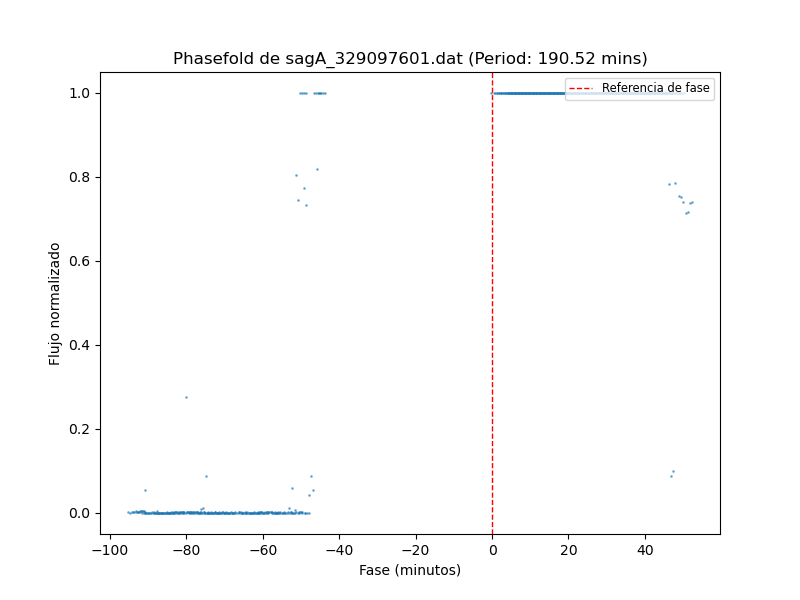 Phasefold de sagA_329097601.dat (Period: 190.52 mins)
Referencia de fase
Flujo normalizado
1.0
0.8
0.6
0.4
0.2
0.0
−100 −80 −60 −40 −20 0 20 40
Fase (minutos)